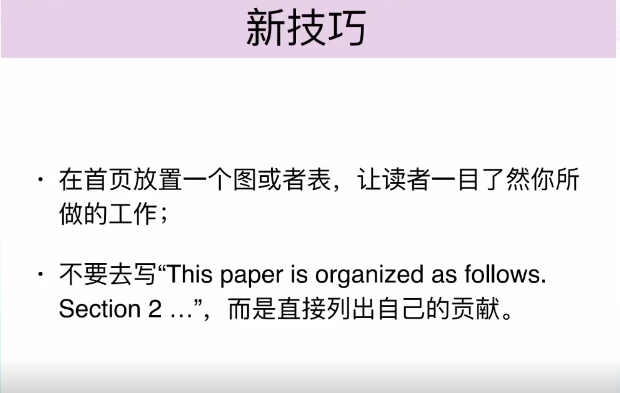 新技巧
· 在首页放置一个图或者表，让读者一目了然你所
做的工作；
· 不要去写“This paper is organized as follows.
Section 2 …”，而是直接列出自己的贡献。